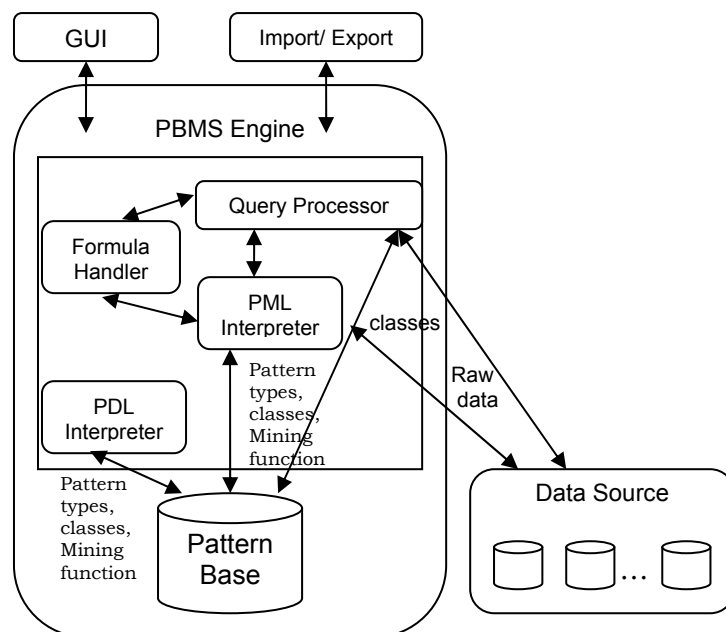 GUI
Import/ Export
PBMS Engine
Query Processor
Formula
Handler
PML
Interpreter
classes
Pattern
types,
classes,
Mining
function
Raw
data
PDL
Interpreter
Pattern
types,
classes,
Mining
function
Data Source
Pattern
Base
...